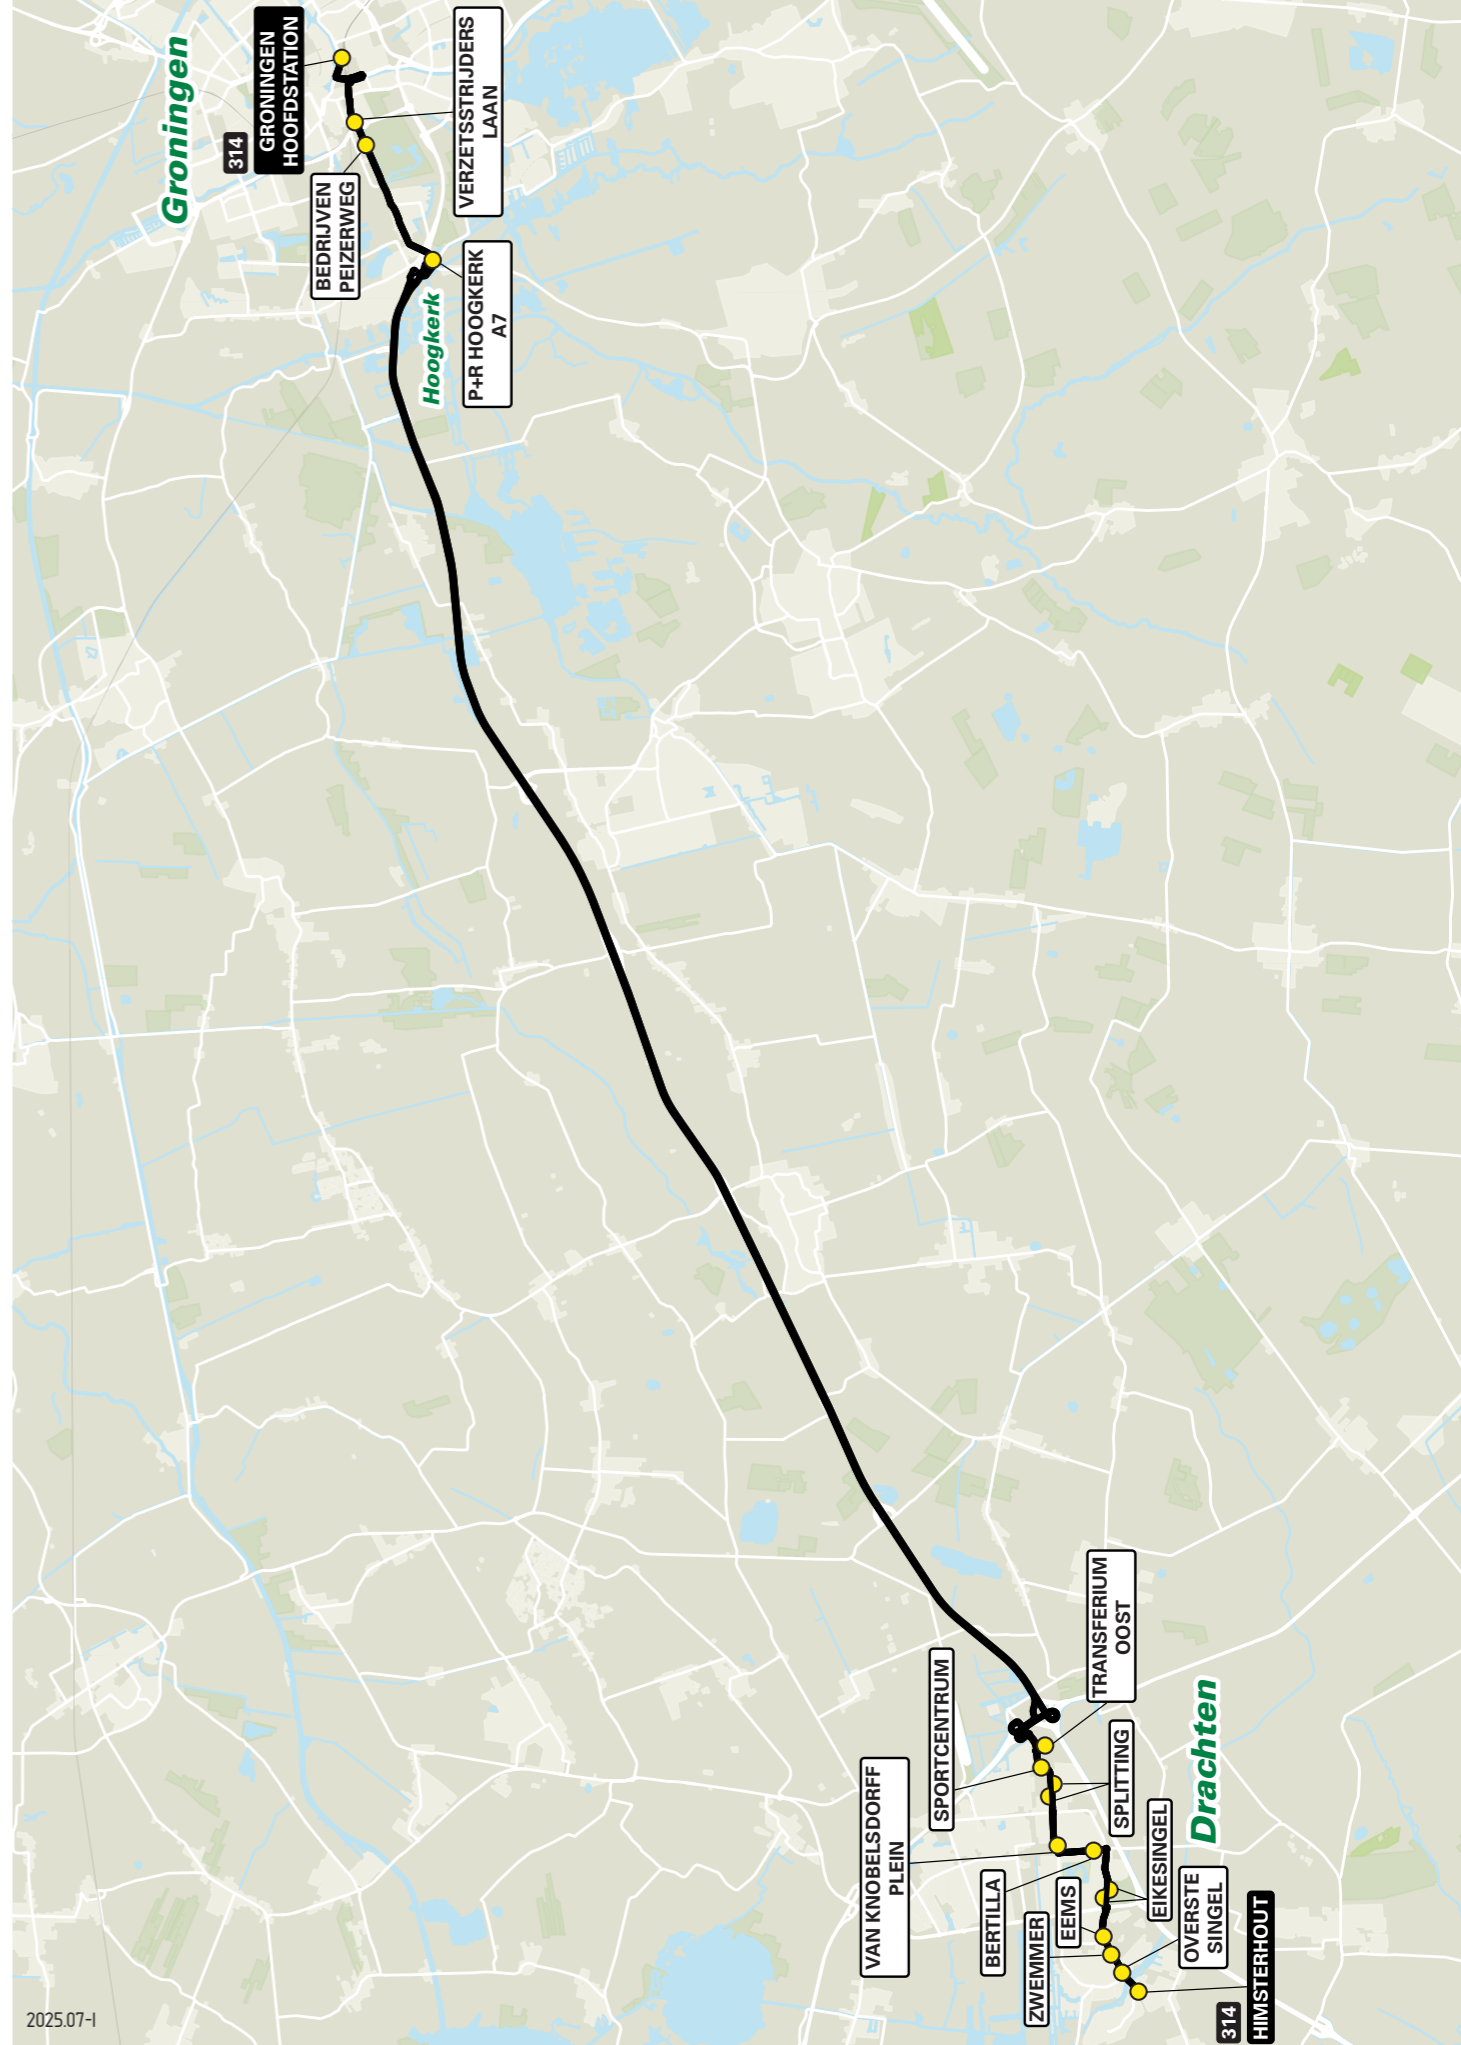 Groningen
314
GRONINGEN
HOOFDSTATION
VERZETSSTRIJDERS
LAAN
BEDRIJVEN
PEIZERWEG
Hoogkerk
P+R HOOGKERK
A7
TRANSFERIUM
OOST
SPORTCENTRUM
SPLITTING
VAN KNOBELSDORFF
PLEIN
Drachten
BERTILLA
EIKESINGEL
EEMS
ZWEMMER
OVERSTE
SINGEL
314
HIMSTERHOUT
2025.07-I